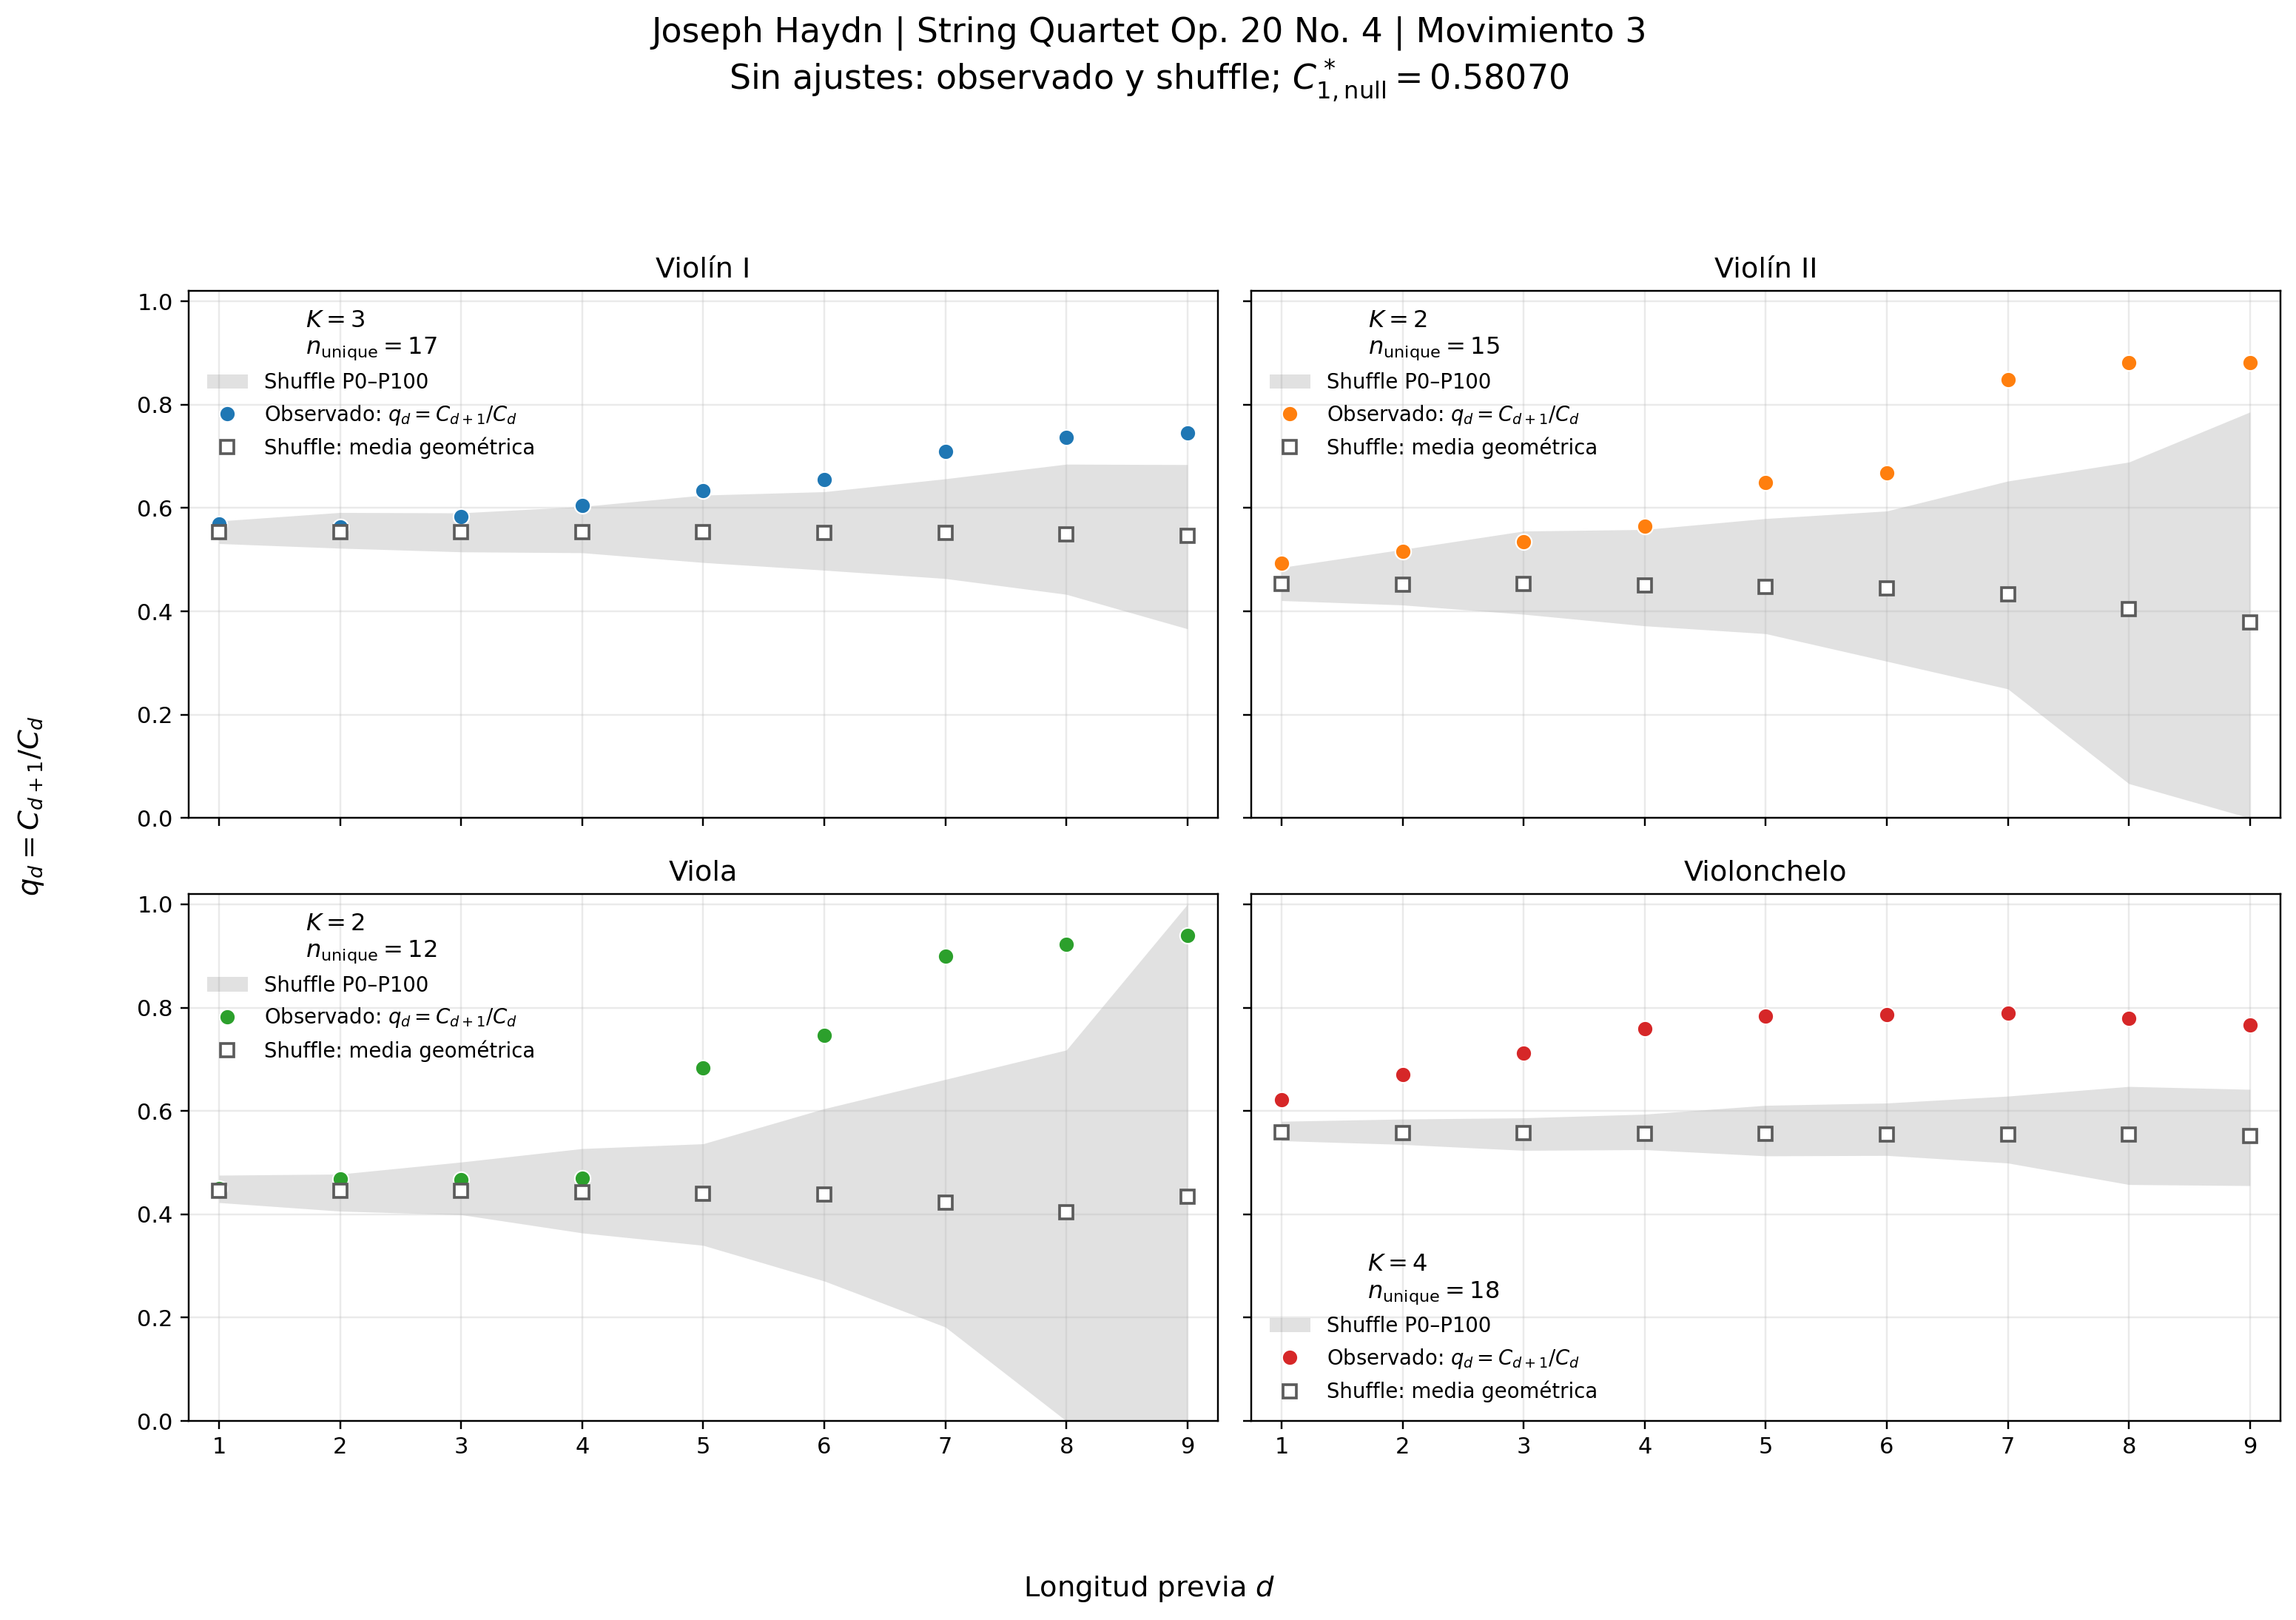 Joseph Haydn | String Quartet Op. 20 No. 4 | Movimiento 3
Sin ajustes: observado y shuffle; C*1,null = 0.58070
Violín I
1.0
0.8
0.6
0.4
0.2
0.0
K = 3
nunique = 17
Shuffle P0–P100
Observado: qd = Cd+1/Cd
Shuffle: media geométrica
Violín II
K = 2
nunique = 15
Shuffle P0–P100
Observado: qd = Cd+1/Cd
Shuffle: media geométrica
qd = Cd+1/Cd
Viola
1.0
0.8
0.6
0.4
0.2
0.0
K = 2
nunique = 12
Shuffle P0–P100
Observado: qd = Cd+1/Cd
Shuffle: media geométrica
1 2 3 4 5 6 7 8 9
Violonchelo
K = 4
nunique = 18
Shuffle P0–P100
Observado: qd = Cd+1/Cd
Shuffle: media geométrica
1 2 3 4 5 6 7 8 9
Longitud previa d